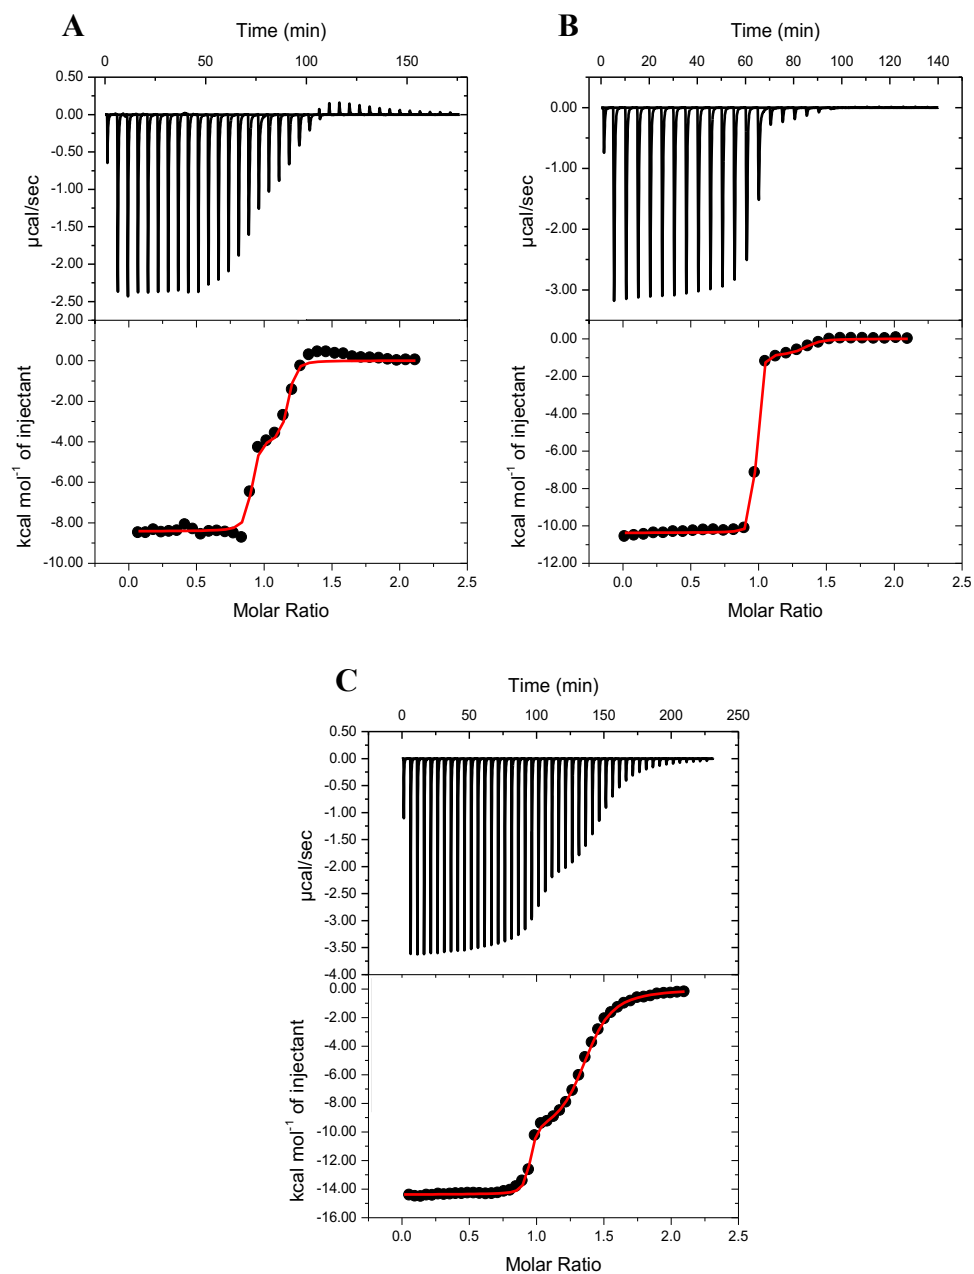 A
Time (min)
0 50 100 150
0.50
0.00
-0.50
-1.00
-1.50
-2.00
-2.50
µcal/sec
2.00
0.00
-2.00
-4.00
-6.00
-8.00
-10.00
kcal mol⁻¹ of injectant
0.0 0.5 1.0 1.5 2.0 2.5
Molar Ratio
B
Time (min)
0 20 40 60 80 100 120 140
0.00
-1.00
-2.00
-3.00
µcal/sec
0.00
-2.00
-4.00
-6.00
-8.00
-10.00
-12.00
kcal mol⁻¹ of injectant
0.0 0.5 1.0 1.5 2.0 2.5
Molar Ratio
C
Time (min)
0 50 100 150 200 250
0.50
0.00
-0.50
-1.00
-1.50
-2.00
-2.50
-3.00
-3.50
-4.00
µcal/sec
0.00
-2.00
-4.00
-6.00
-8.00
-10.00
-12.00
-14.00
-16.00
kcal mol⁻¹ of injectant
0.0 0.5 1.0 1.5 2.0 2.5
Molar Ratio